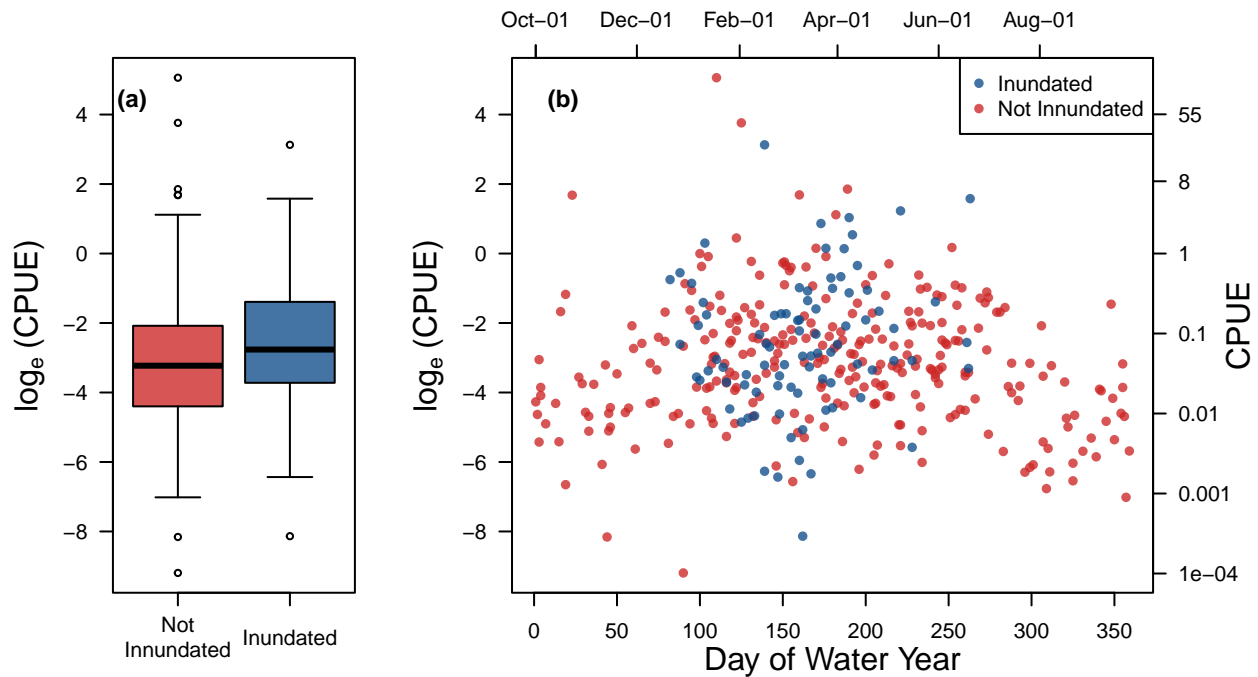 Oct−01 Dec−01 Feb−01 Apr−01 Jun−01 Aug−01
(a)
4
2
0
−2
−4
−6
−8
loge (CPUE)
Not
Innundated
Inundated
(b)
Inundated
Not Innundated
4
2
0
−2
−4
−6
−8
loge (CPUE)
55
8
1
0.1
0.01
0.001
1e−04
CPUE
0 50 100 150 200 250 300 350
Day of Water Year